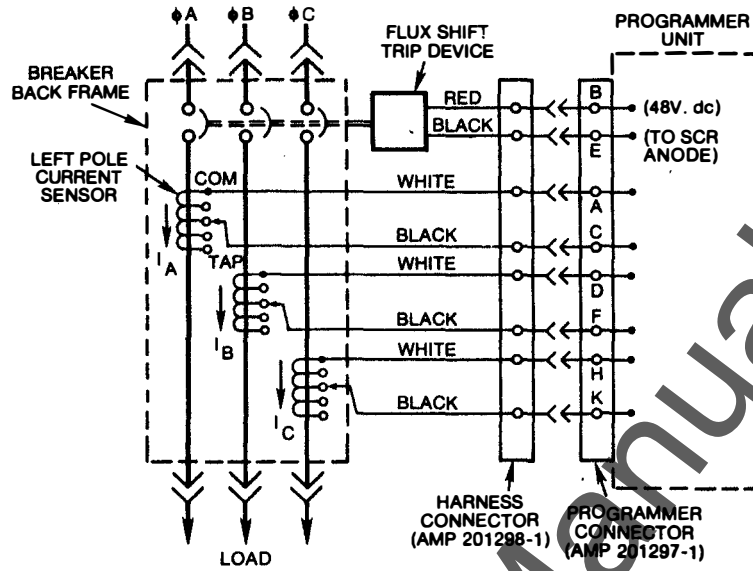 ϕA ϕB ϕC
FLUX SHIFT
TRIP DEVICE
PROGRAMMER
UNIT
BREAKER
BACK FRAME
RED
B
(48V. dc)
BLACK
E
(TO SCR
ANODE)
LEFT POLE
CURRENT
SENSOR
COM
WHITE
A
I A
TAP
BLACK
C
WHITE
D
I B
BLACK
F
WHITE
H
I C
BLACK
K
HARNESS
CONNECTOR
(AMP 201298-1)
PROGRAMMER
CONNECTOR
(AMP 201297-1)
LOAD
Manual